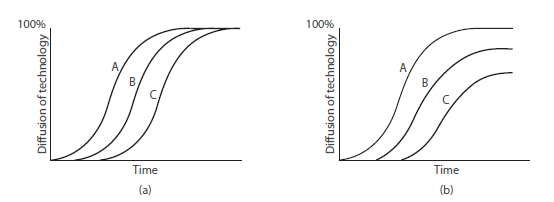 100%
Diffusion of technology
A
B
C
Time
(a)
100%
Diffusion of technology
A
B
C
Time
(b)